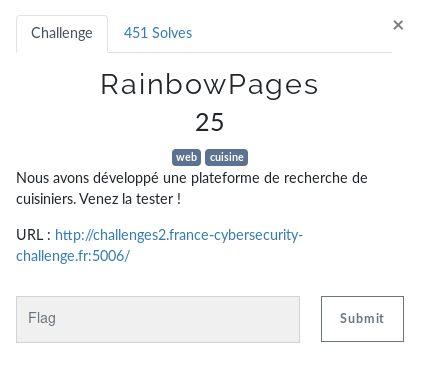 Challenge 451 Solves ×
RainbowPages
25
web cuisine
Nous avons développé une plateforme de recherche de
cuisiniers. Venez la tester !
URL : http://challenges2.france-cybersecurity-
challenge.fr:5006/
Flag Submit